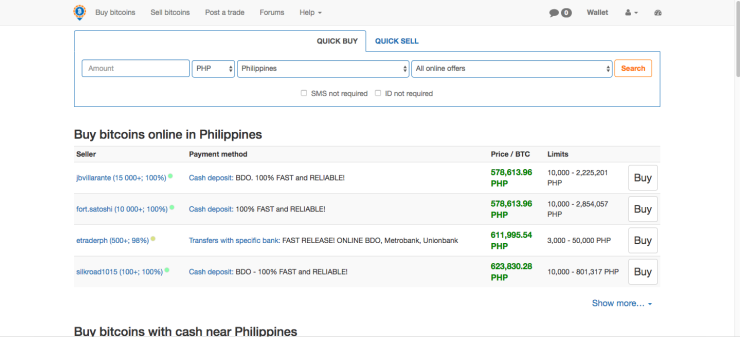 Buy bitcoins Sell bitcoins Post a trade Forums Help 0 Wallet
QUICK BUY QUICK SELL
Amount PHP Philippines All online offers Search
SMS not required ID not required
Buy bitcoins online in Philippines
Seller Payment method Price / BTC Limits
jbvillarante (15 000+; 100%) Cash deposit: BDO. 100% FAST and RELIABLE! 578,613.96 10,000 - 2,225,201 Buy
PHP PHP
fort.satoshi (10 000+; 100%) Cash deposit: 100% FAST and RELIABLE! 578,613.96 10,000 - 2,854,057 Buy
PHP PHP
etraderph (500+; 98%) Transfers with specific bank: FAST RELEASE! ONLINE BDO, Metrobank, Unionbank 611,995.54 3,000 - 50,000 PHP Buy
PHP
silkroad1015 (100+; 100%) Cash deposit: BDO - 100% FAST and RELIABLE! 623,830.28 10,000 - 801,317 PHP Buy
PHP
Show more...
Buy bitcoins with cash near Philippines